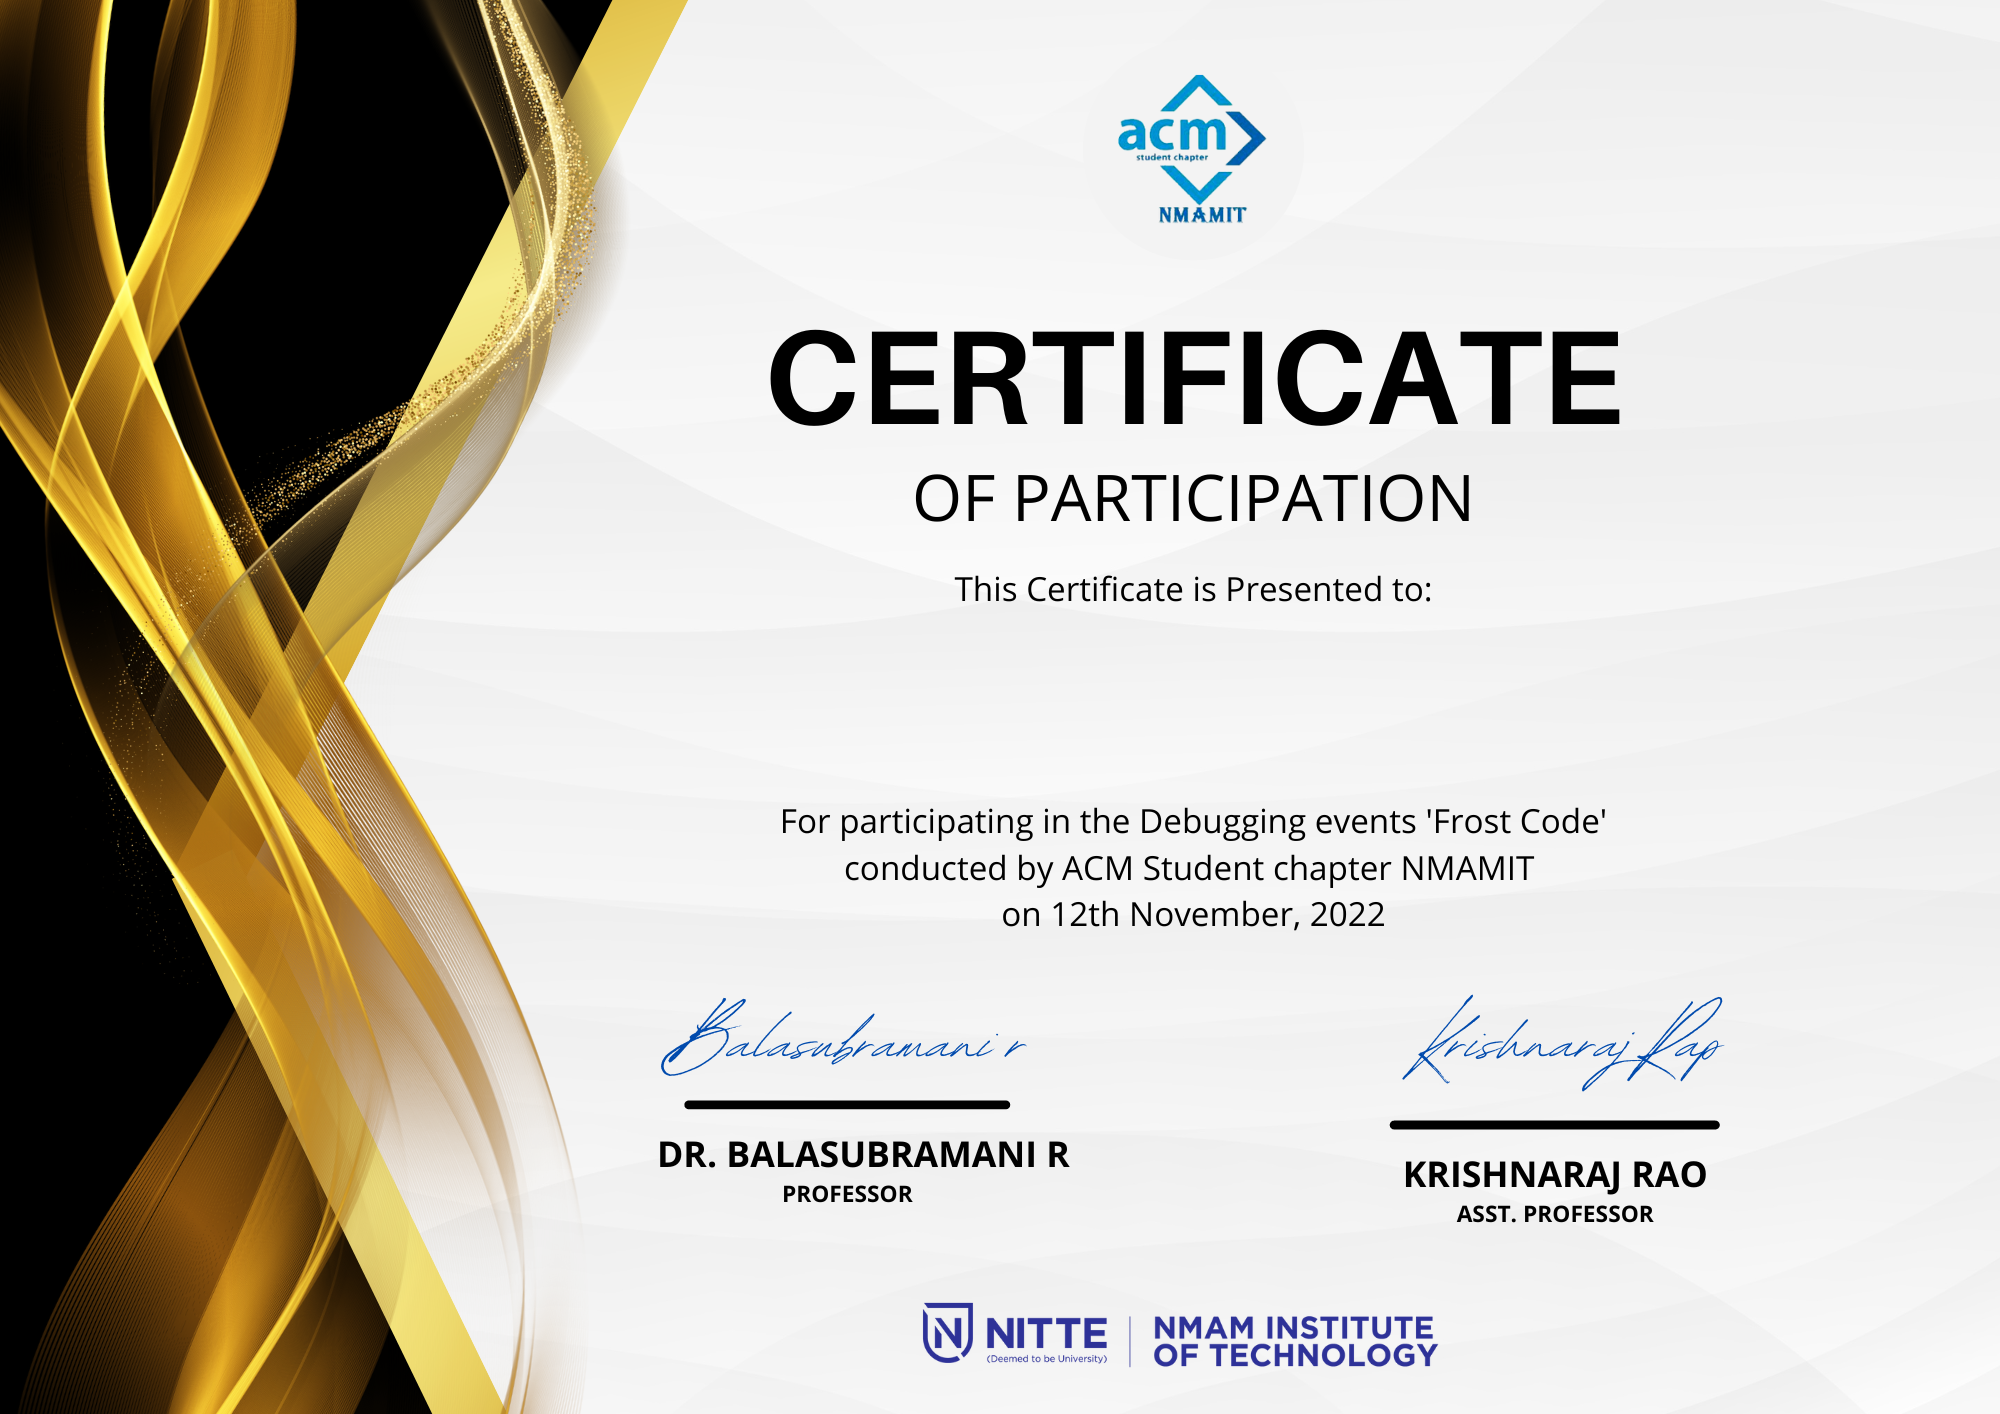 acm
student chapter
NMAMIT
CERTIFICATE
OF PARTICIPATION
This Certificate is Presented to:
For participating in the Debugging events 'Frost Code'
conducted by ACM Student chapter NMAMIT
on 12th November, 2022
Balasubramani r
DR. BALASUBRAMANI R
PROFESSOR
Krishnaraj Rao
KRISHNARAJ RAO
ASST. PROFESSOR
N NITTE
(Deemed to be University)
NMAM INSTITUTE
OF TECHNOLOGY